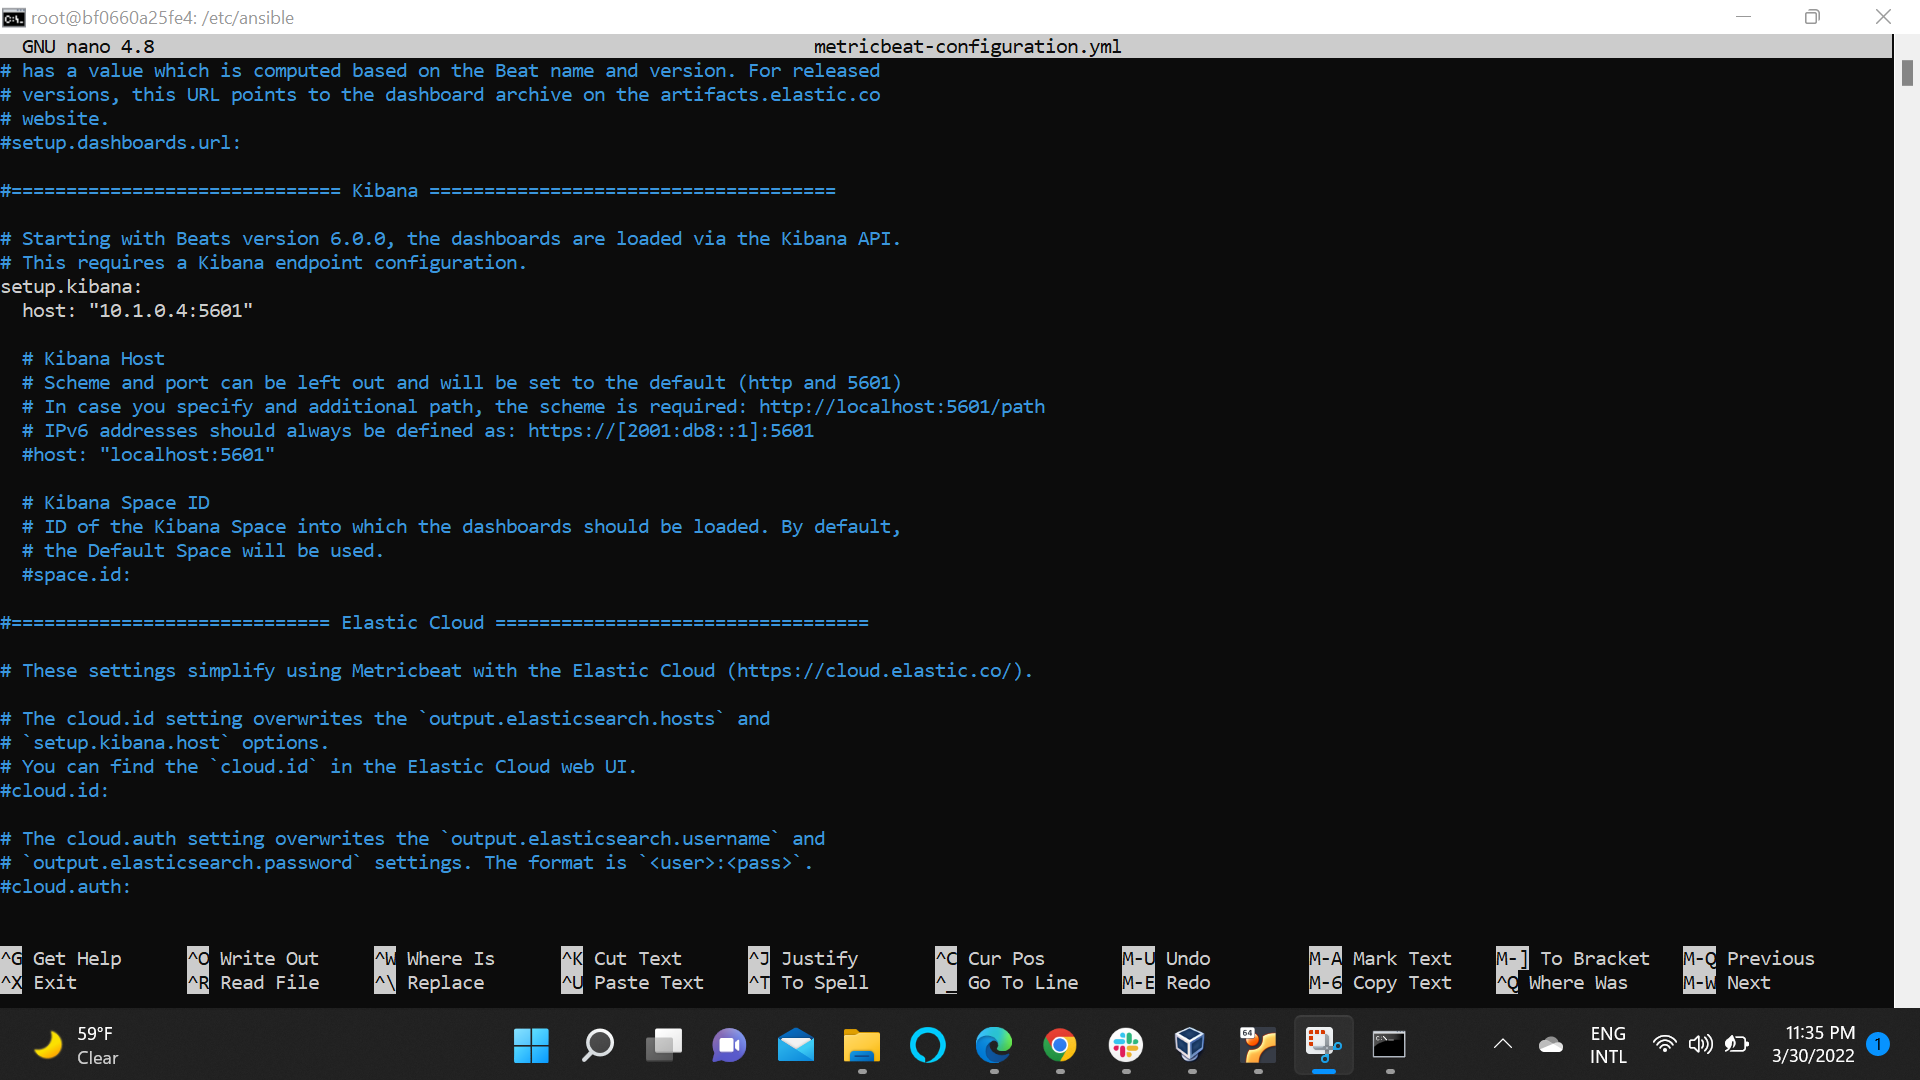 root@bf0660a25fe4: /etc/ansible
GNU nano 4.8 metricbeat-configuration.yml
# has a value which is computed based on the Beat name and version. For released
# versions, this URL points to the dashboard archive on the artifacts.elastic.co
# website.
#setup.dashboards.url:
#============================== Kibana =====================================
# Starting with Beats version 6.0.0, the dashboards are loaded via the Kibana API.
# This requires a Kibana endpoint configuration.
setup.kibana:
  host: "10.1.0.4:5601"
  # Kibana Host
  # Scheme and port can be left out and will be set to the default (http and 5601)
  # In case you specify and additional path, the scheme is required: http://localhost:5601/path
  # IPv6 addresses should always be defined as: https://[2001:db8::1]:5601
  #host: "localhost:5601"
  # Kibana Space ID
  # ID of the Kibana Space into which the dashboards should be loaded. By default,
  # the Default Space will be used.
  #space.id:
#============================= Elastic Cloud ==================================
# These settings simplify using Metricbeat with the Elastic Cloud (https://cloud.elastic.co/).
# The cloud.id setting overwrites the `output.elasticsearch.hosts` and
# `setup.kibana.host` options.
# You can find the `cloud.id` in the Elastic Cloud web UI.
#cloud.id:
# The cloud.auth setting overwrites the `output.elasticsearch.username` and
# `output.elasticsearch.password` settings. The format is `<user>:<pass>`.
#cloud.auth:
^G Get Help ^O Write Out ^W Where Is ^K Cut Text ^J Justify ^C Cur Pos M-U Undo M-A Mark Text M-] To Bracket M-Q Previous
^X Exit ^R Read File ^\ Replace ^U Paste Text ^T To Spell ^_ Go To Line M-E Redo M-6 Copy Text ^Q Where Was M-W Next
59°F
Clear
64
ENG
INTL
11:35 PM
3/30/2022
1